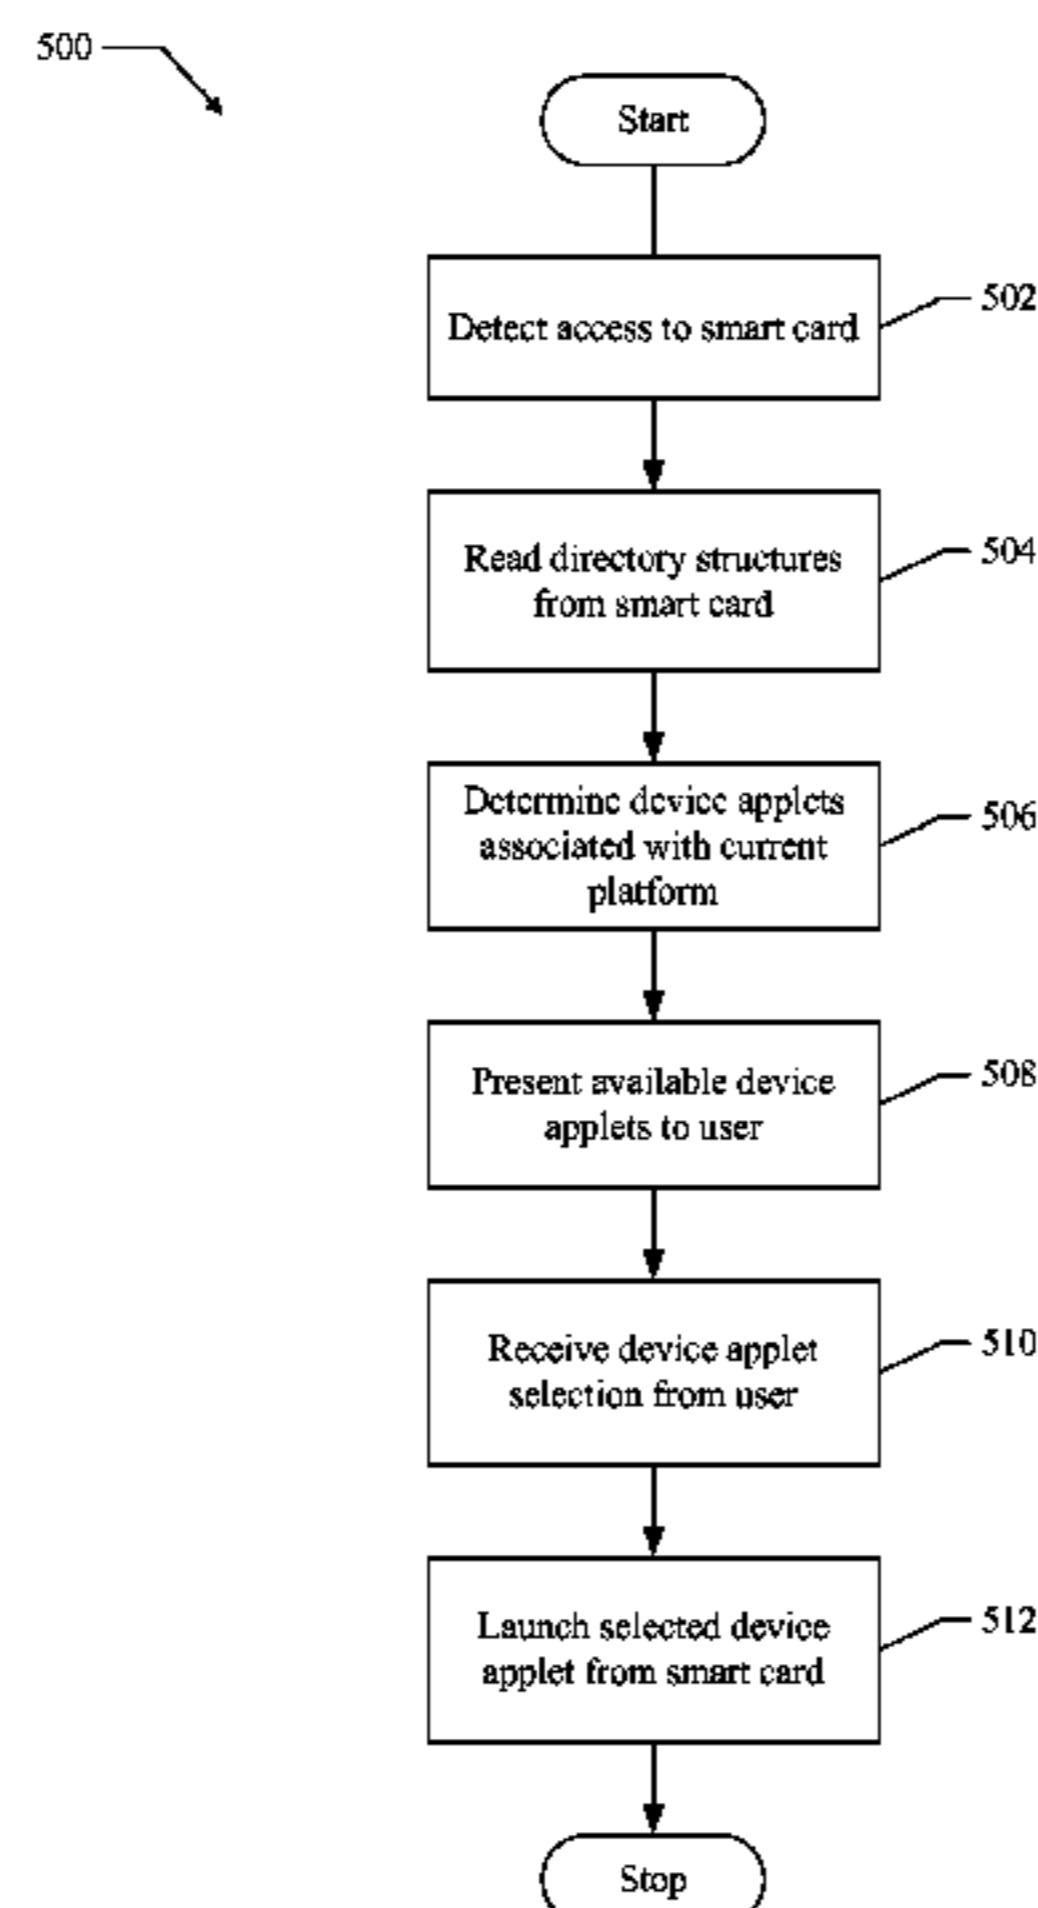 500
Start
Detect access to smart card
502
Read directory structures
from smart card
504
Determine device applets
associated with current
platform
506
Present available device
applets to user
508
Receive device applet
selection from user
510
Launch selected device
applet from smart card
512
Stop